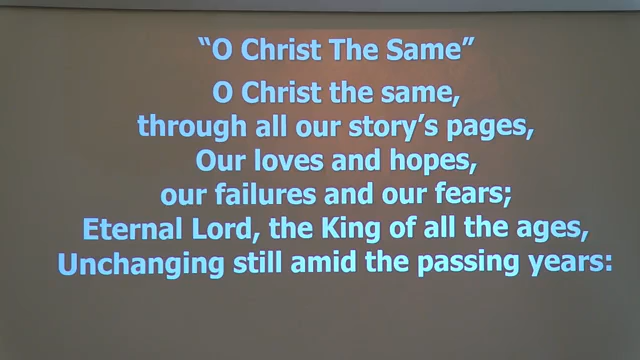 “O Christ The Same”
O Christ the same,
through all our story’s pages,
Our loves and hopes,
our failures and our fears;
Eternal Lord, the King of all the ages,
Unchanging still amid the passing years: